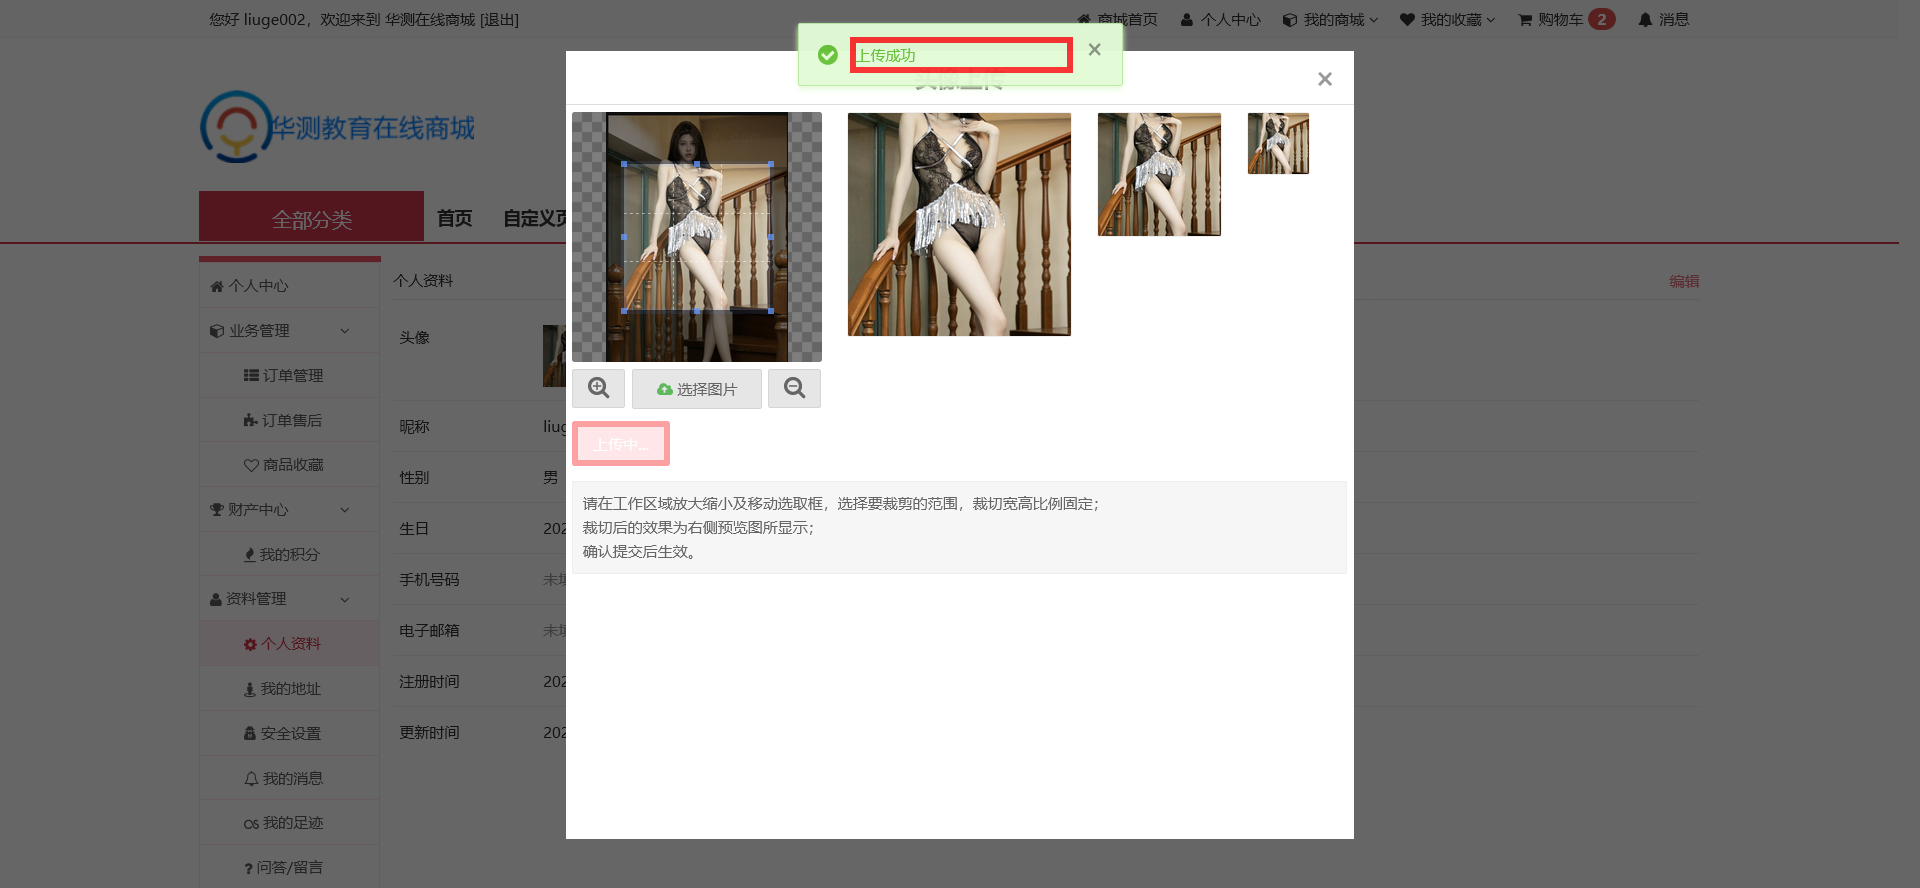 您好 liuge002，欢迎来到 华测在线商城 [退出]
商城首页
个人中心
我的商城
我的收藏
购物车 2
消息
上传成功
头像上传
华测教育在线商城
全部分类
首页
个人中心
个人资料
编辑
业务管理
头像
订单管理
选择图片
订单售后
昵称
上传中...
商品收藏
性别
男
财产中心
请在工作区域放大缩小及移动选取框，选择要裁剪的范围，裁切宽高比例固定；
裁切后的效果为右侧预览图所显示；
确认提交后生效。
生日
我的积分
手机号码
资料管理
电子邮箱
个人资料
注册时间
我的地址
更新时间
安全设置
我的消息
我的足迹
问答/留言